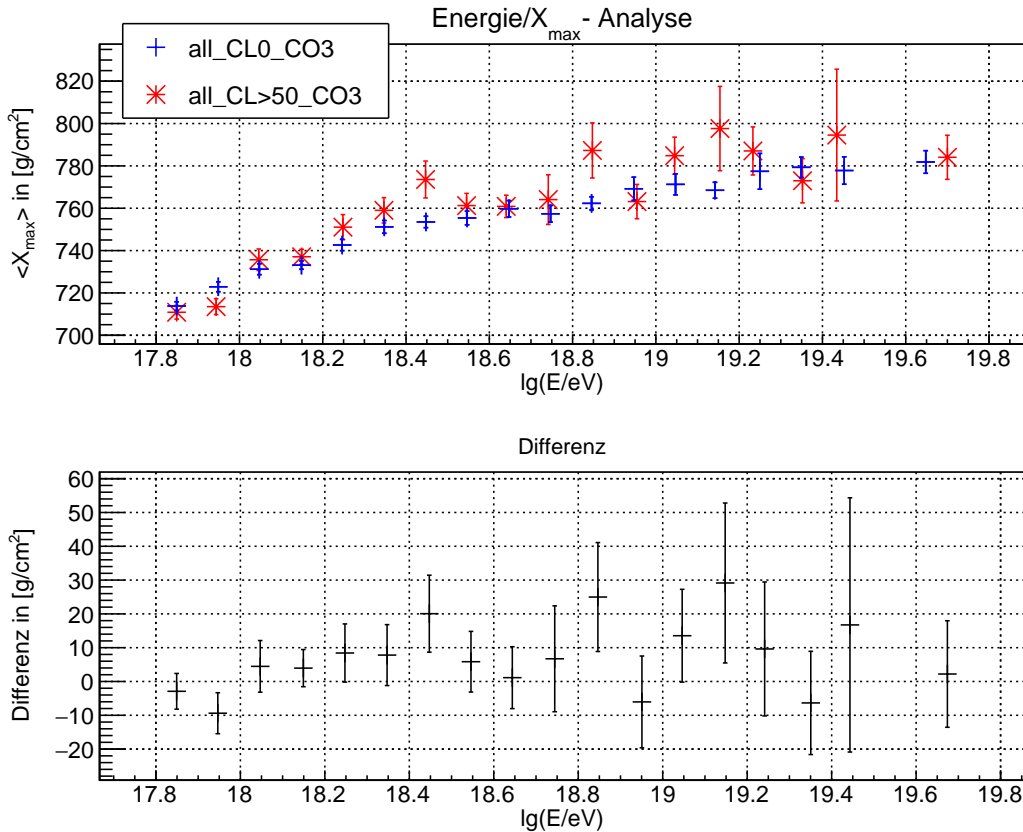 Energie/Xmax- Analyse
all_CL0_CO3
all_CL>50_CO3
<Xmax> in [g/cm²]
820
800
780
760
740
720
700
17.8 18 18.2 18.4 18.6 18.8 19 19.2 19.4 19.6 19.8
lg(E/eV)
Differenz
Differenz in [g/cm²]
60
50
40
30
20
10
0
−10
−20
17.8 18 18.2 18.4 18.6 18.8 19 19.2 19.4 19.6 19.8
lg(E/eV)